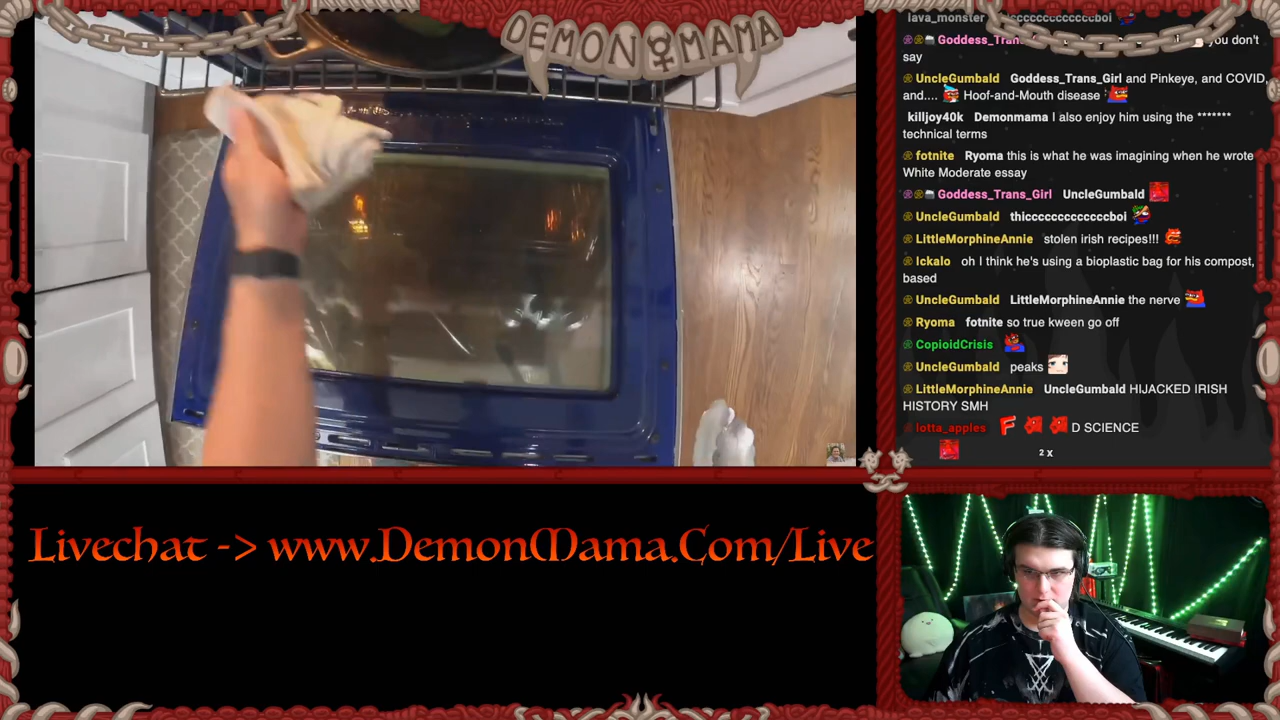 DEMON MAMA
lava_monster
Goddess_Trans_ you don't
say
UncleGumbald Goddess_Trans_Girl and Pinkeye, and COVID,
and.... Hoof-and-Mouth disease
killjoy40k Demonmama I also enjoy him using the *******
technical terms
fotnite Ryoma this is what he was imagining when he wrote
White Moderate essay
Goddess_Trans_Girl UncleGumbald
UncleGumbald thicccccccccccccboi
LittleMorphineAnnie stolen irish recipes!!!
Ickalo oh I think he's using a bioplastic bag for his compost,
based
UncleGumbald LittleMorphineAnnie the nerve
Ryoma fotnite so true kween go off
CopioidCrisis
UncleGumbald peaks
LittleMorphineAnnie UncleGumbald HIJACKED IRISH
HISTORY SMH
lotta_apples F D SCIENCE
2 x
Livechat -> www.DemonMama.Com/Live